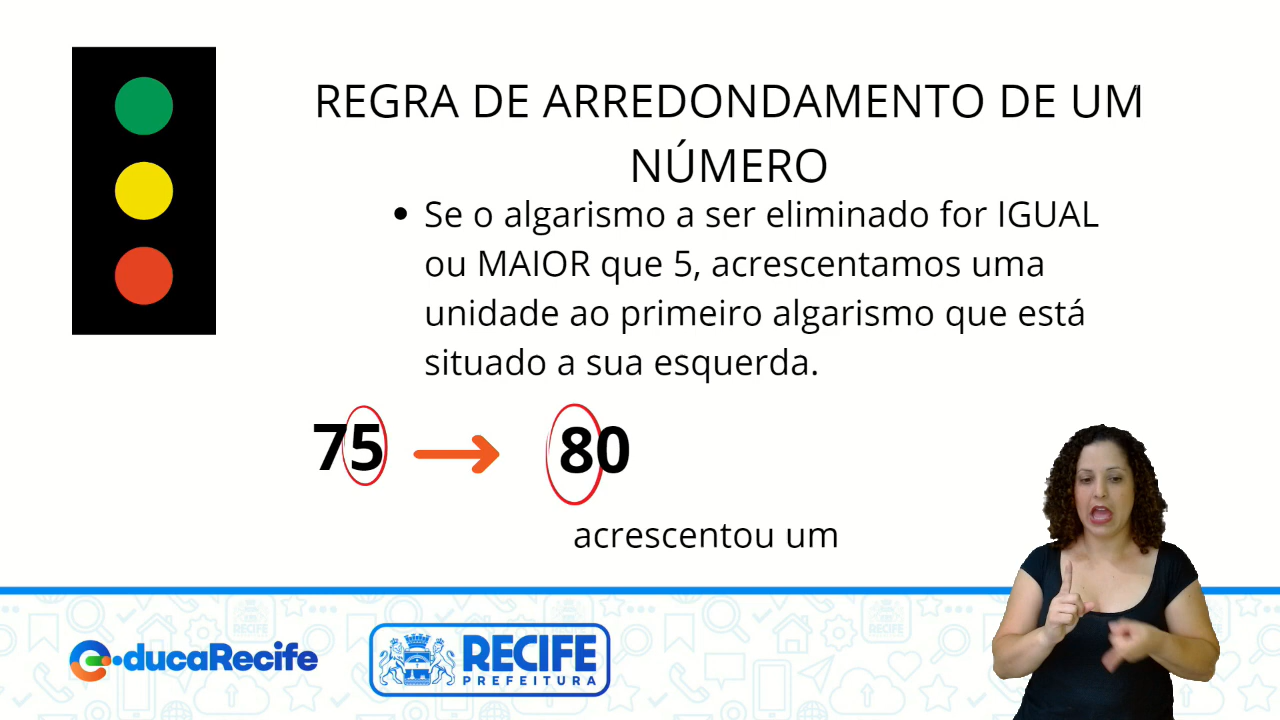 REGRA DE ARREDONDAMENTO DE UM
NÚMERO
• Se o algarismo a ser eliminado for IGUAL
ou MAIOR que 5, acrescentamos uma
unidade ao primeiro algarismo que está
situado a sua esquerda.
75 → 80
acrescentou um
educaRecife
RECIFE
PREFEITURA